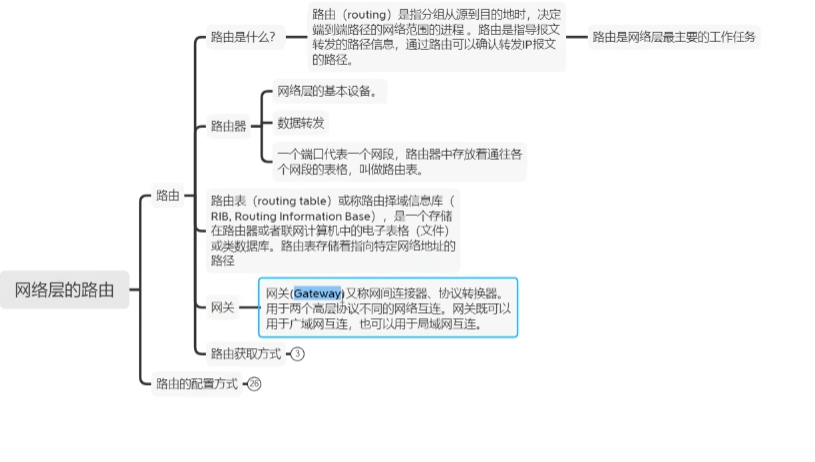 网络层的路由
路由
路由是什么?
路由（routing）是指分组从源到目的地时，决定
端到端路径的网络范围的进程 。路由是指导报文
转发的路径信息，通过路由可以确认转发IP报文
的路径。
路由是网络层最主要的工作任务
路由器
网络层的基本设备。
数据转发
一个端口代表一个网段，路由器中存放着通往各
个网段的表格，叫做路由表。
路由表（routing table）或称路由择域信息库（
RIB, Routing Information Base），是一个存储
在路由器或者联网计算机中的电子表格（文件）
或类数据库。路由表存储着指向特定网络地址的
路径
网关
网关(Gateway)又称网间连接器、协议转换器。
用于两个高层协议不同的网络互连。网关既可以
用于广域网互连，也可以用于局域网互连。
路由获取方式 3
路由的配置方式 26